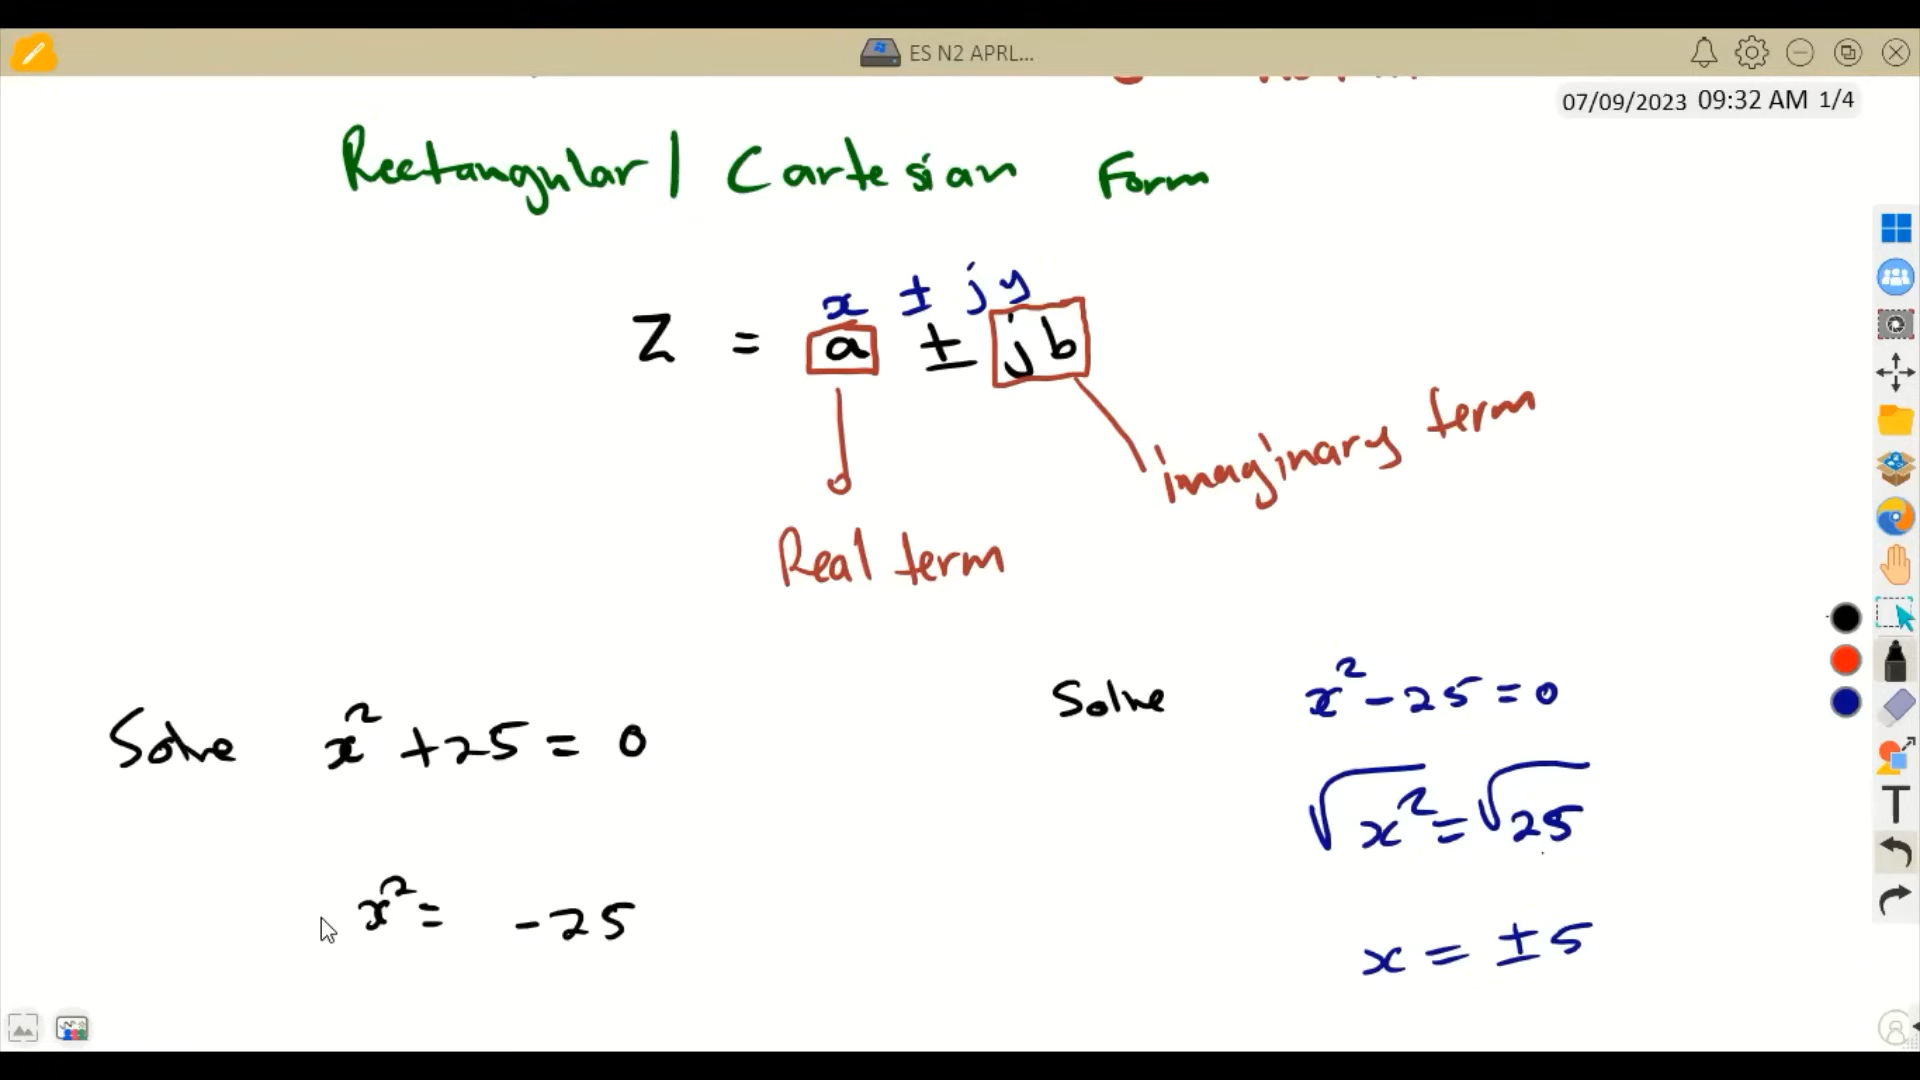 ES N2 APRL...
07/09/2023 09:32 AM 1/4
Rectangular | Cartesian Form
x ± jy
Z = a ± jb
imaginary term
Real term
Solve x² + 25 = 0
x² = -25
Solve x² - 25 = 0
√x² = √25
x = ±5
T